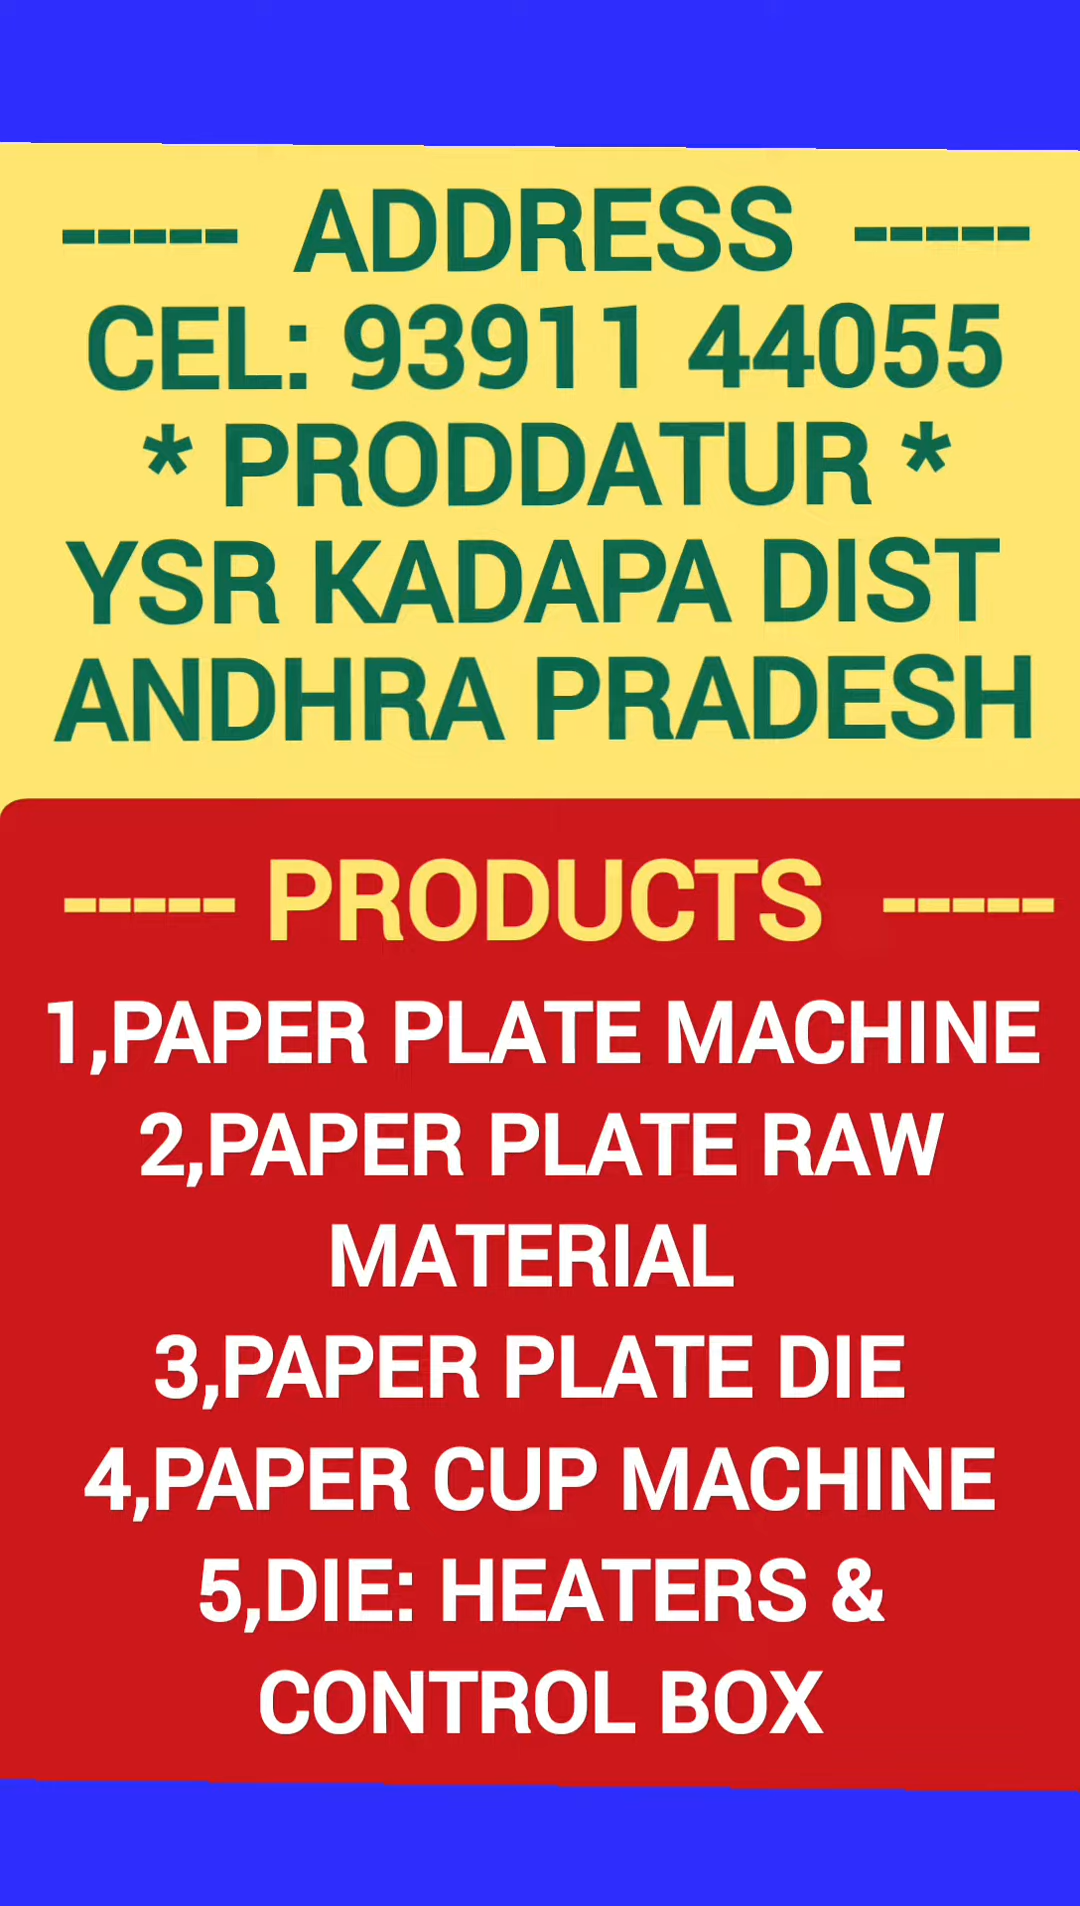 ----- ADDRESS -----
CEL: 93911 44055
* PRODDATUR *
YSR KADAPA DIST
ANDHRA PRADESH
----- PRODUCTS -----
1,PAPER PLATE MACHINE
2,PAPER PLATE RAW
MATERIAL
3,PAPER PLATE DIE
4,PAPER CUP MACHINE
5,DIE: HEATERS &
CONTROL BOX